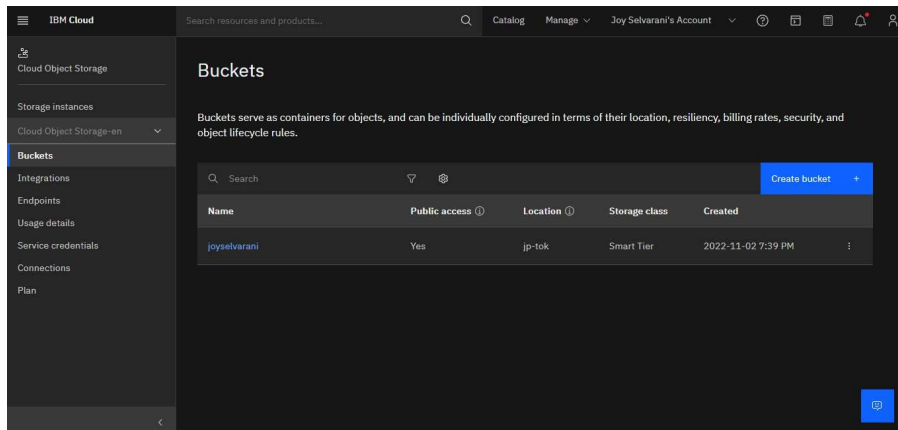 IBM Cloud
Search resources and products...
Catalog
Manage
Joy Selvarani's Account
Cloud Object Storage
Storage instances
Cloud Object Storage-en
Buckets
Integrations
Endpoints
Usage details
Service credentials
Connections
Plan
Buckets
Buckets serve as containers for objects, and can be individually configured in terms of their location, resiliency, billing rates, security, and
object lifecycle rules.
Search
Create bucket +
Name Public access Location Storage class Created
joyselvarani Yes jp-tok Smart Tier 2022-11-02 7:39 PM